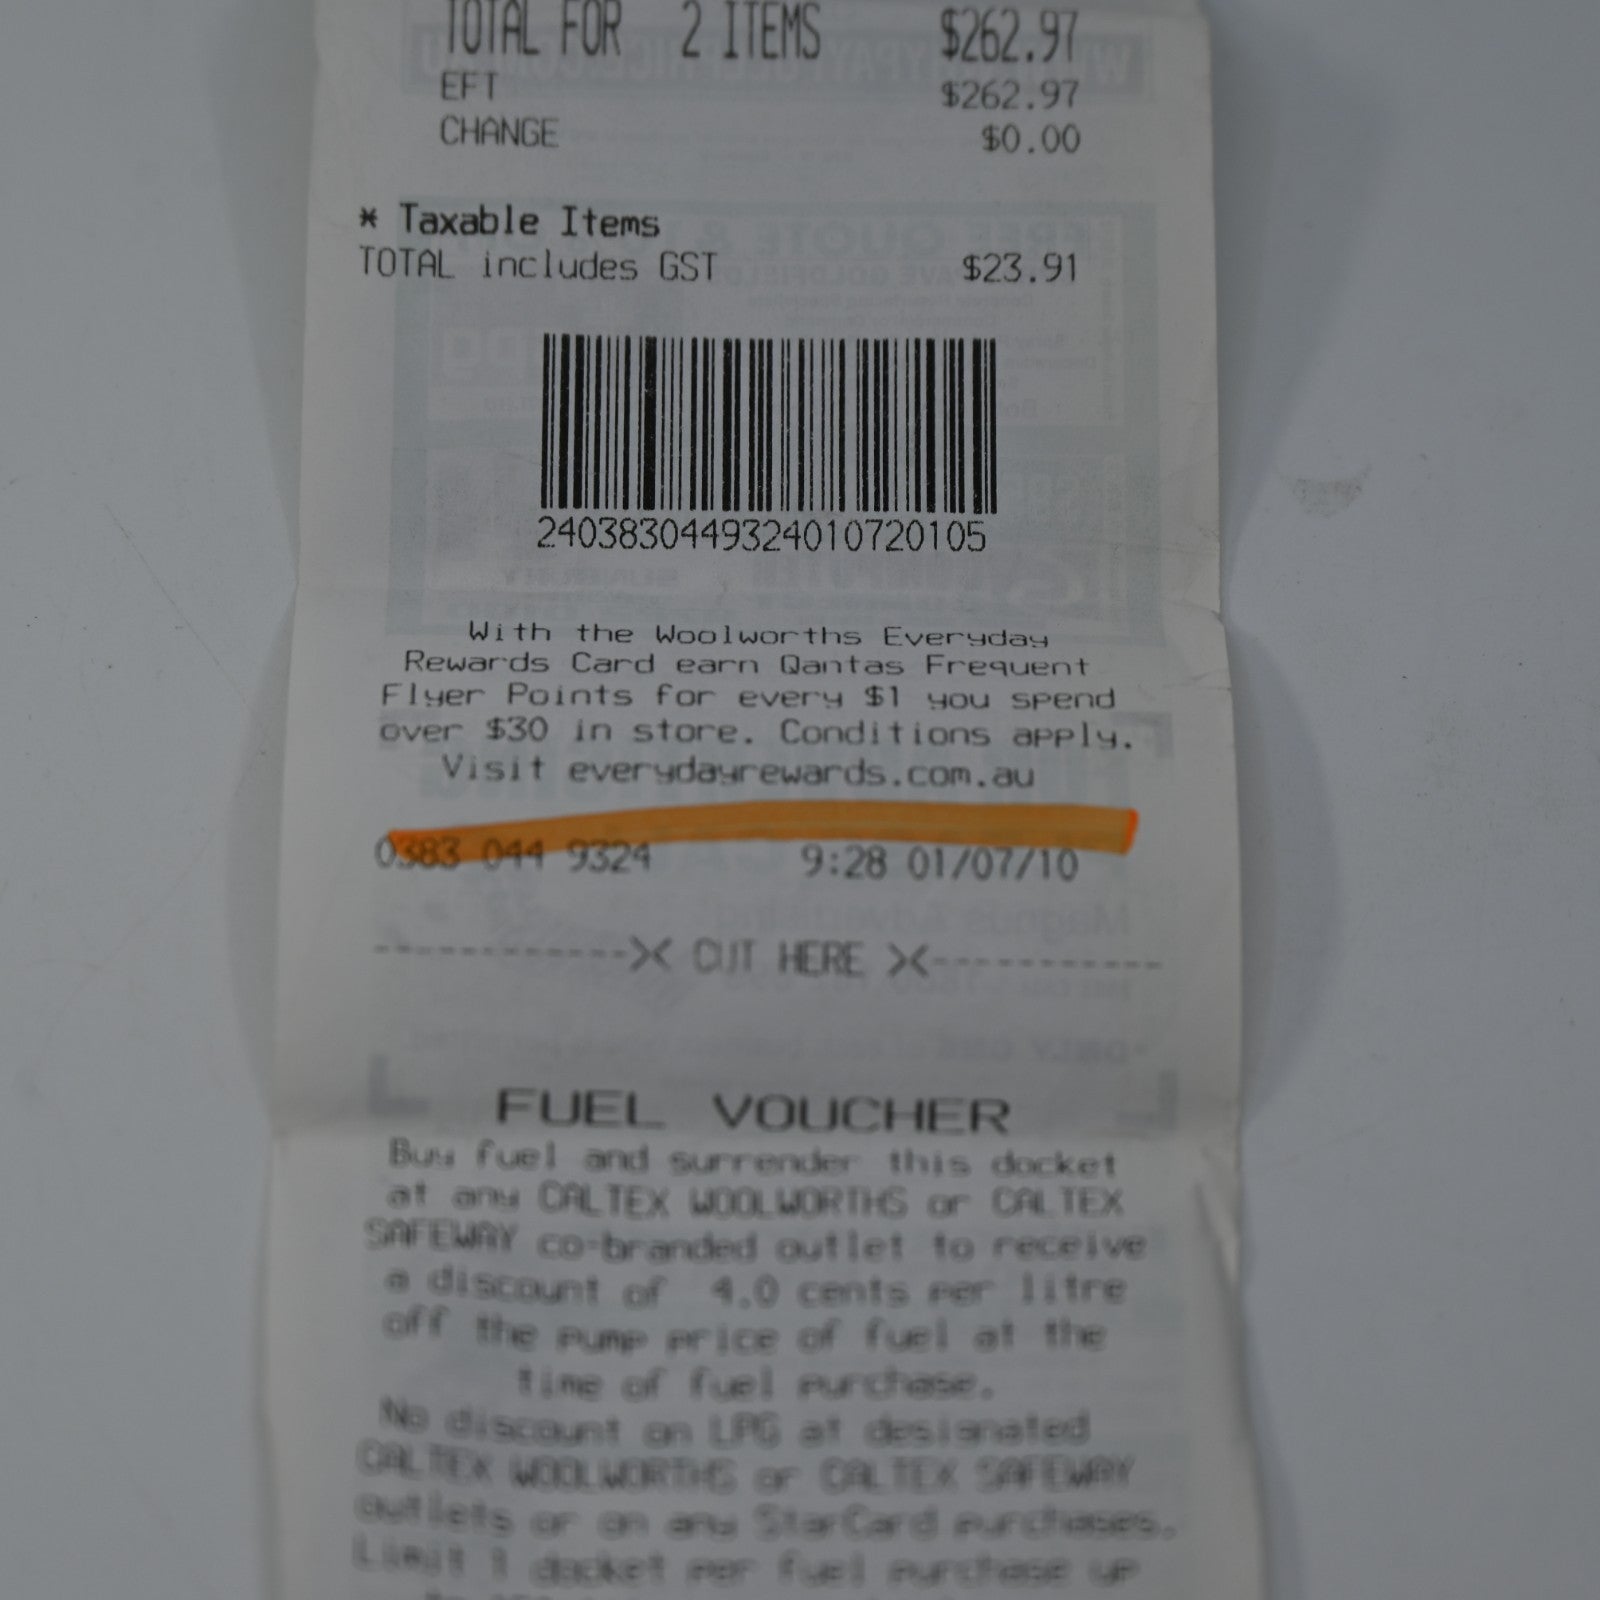 TOTAL FOR 2 ITEMS $262.97
EFT $262.97
CHANGE $0.00
* Taxable Items
TOTAL includes GST $23.91
2403830449324010720105
With the Woolworths Everyday
Rewards Card earn Qantas Frequent
Flyer Points for every $1 you spend
over $30 in store. Conditions apply.
Visit everydayrewards.com.au
0383 044 9324 9:28 01/07/10
------------>< CUT HERE ><-----------
FUEL VOUCHER
Buy fuel and surrender this docket
at any CALTEX WOOLWORTHS or CALTEX
SAFEWAY co-branded outlet to receive
a discount of 4.0 cents per litre
off the pump price of fuel at the
time of fuel purchase.
No discount on LPG at designated
CALTEX WOOLWORTHS or CALTEX SAFEWAY
outlets or on any StarCard purchases.
Limit 1 docket per fuel purchase up